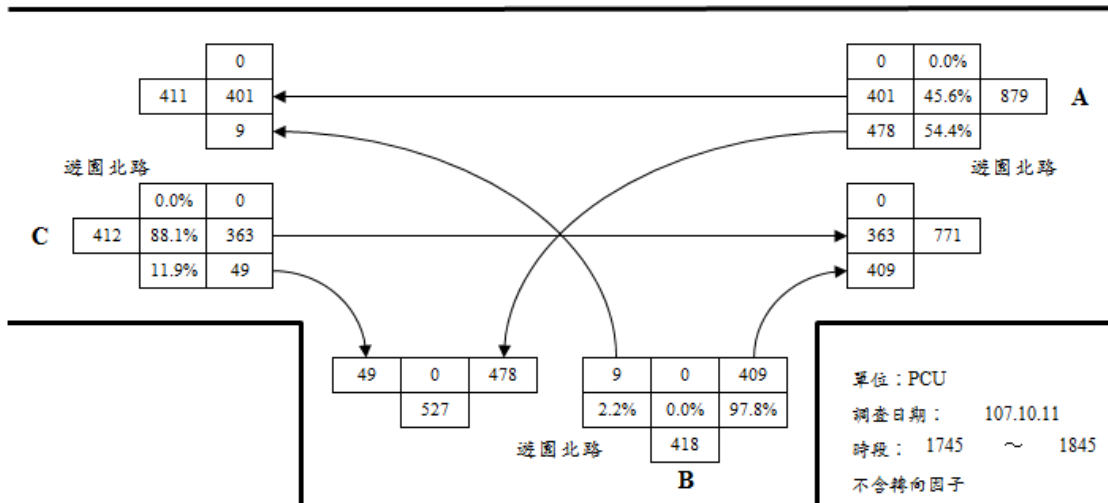 0
411 401
9
遊園北路
0 0.0%
401 45.6% 879 A
478 54.4%
遊園北路
0.0% 0
C 412 88.1% 363
11.9% 49
0
363 771
409
49 0 478
527
9 0 409
2.2% 0.0% 97.8%
遊園北路 418
B
單位：PCU
調查日期： 107.10.11
時段： 1745 ～ 1845
不含轉向因子